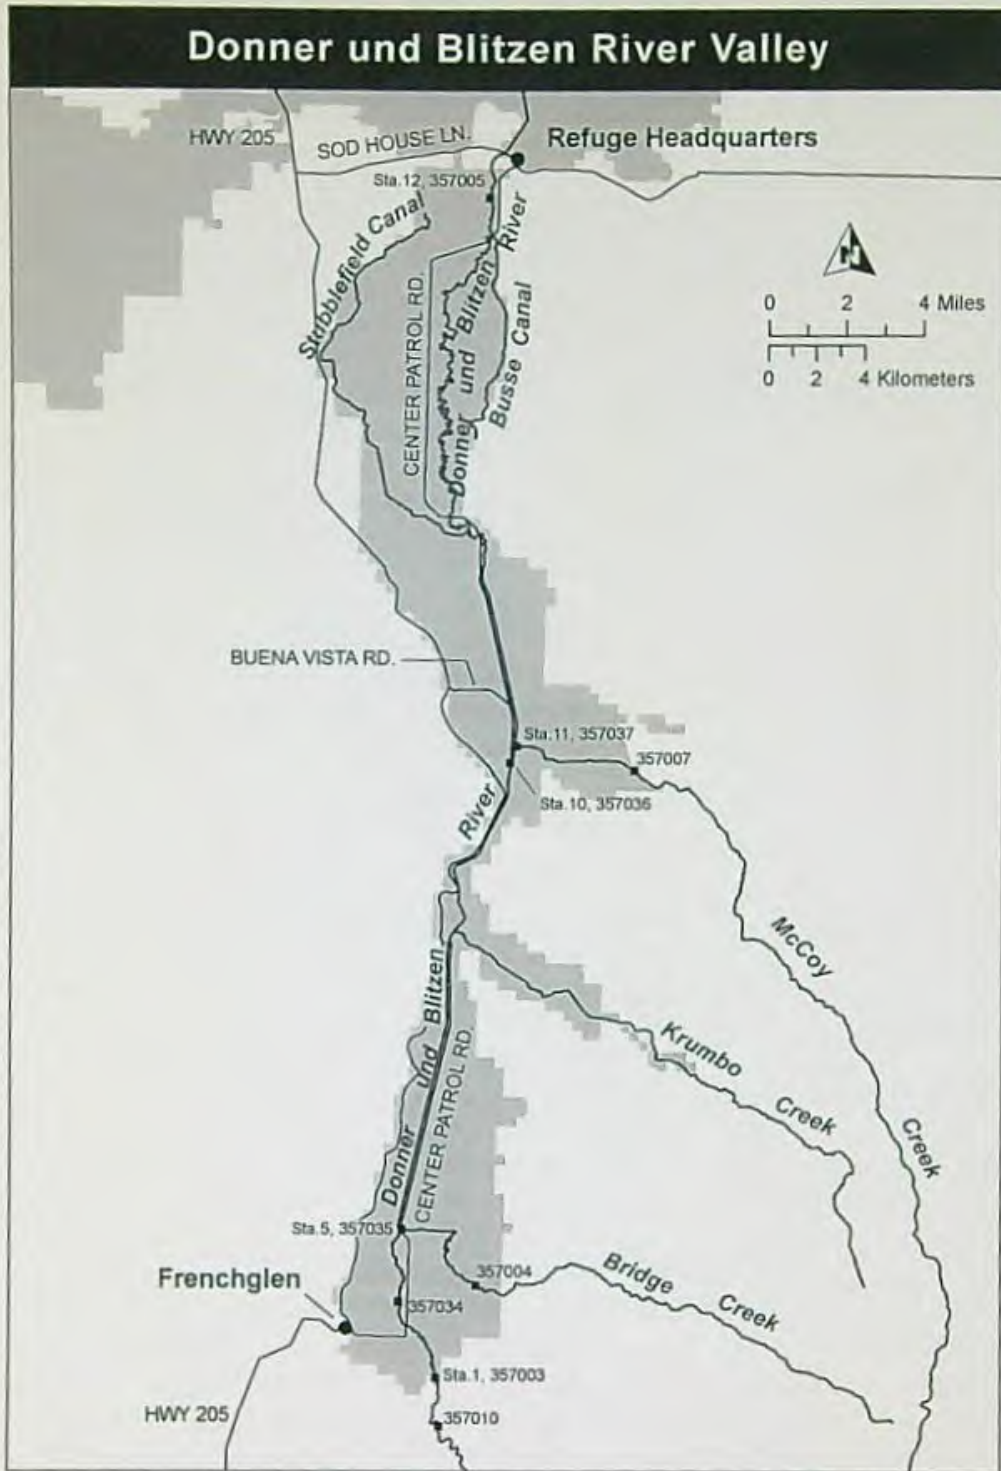 Donner und Blitzen River Valley
HWY 205
SOD HOUSE LN.
Refuge Headquarters
Sta.12, 357005
Stubblefield Canal
CENTER PATROL RD.
Donner und Blitzen River
Busse Canal
N
0 2 4 Miles
0 2 4 Kilometers
BUENA VISTA RD.
Sta.11, 357037
357007
Sta.10, 357036
McCoy Creek
Krumbo Creek
Donner und Blitzen River
CENTER PATROL RD.
Sta.5, 357035
357004
Bridge Creek
Frenchglen
357034
Sta.1, 357003
HWY 205
357010